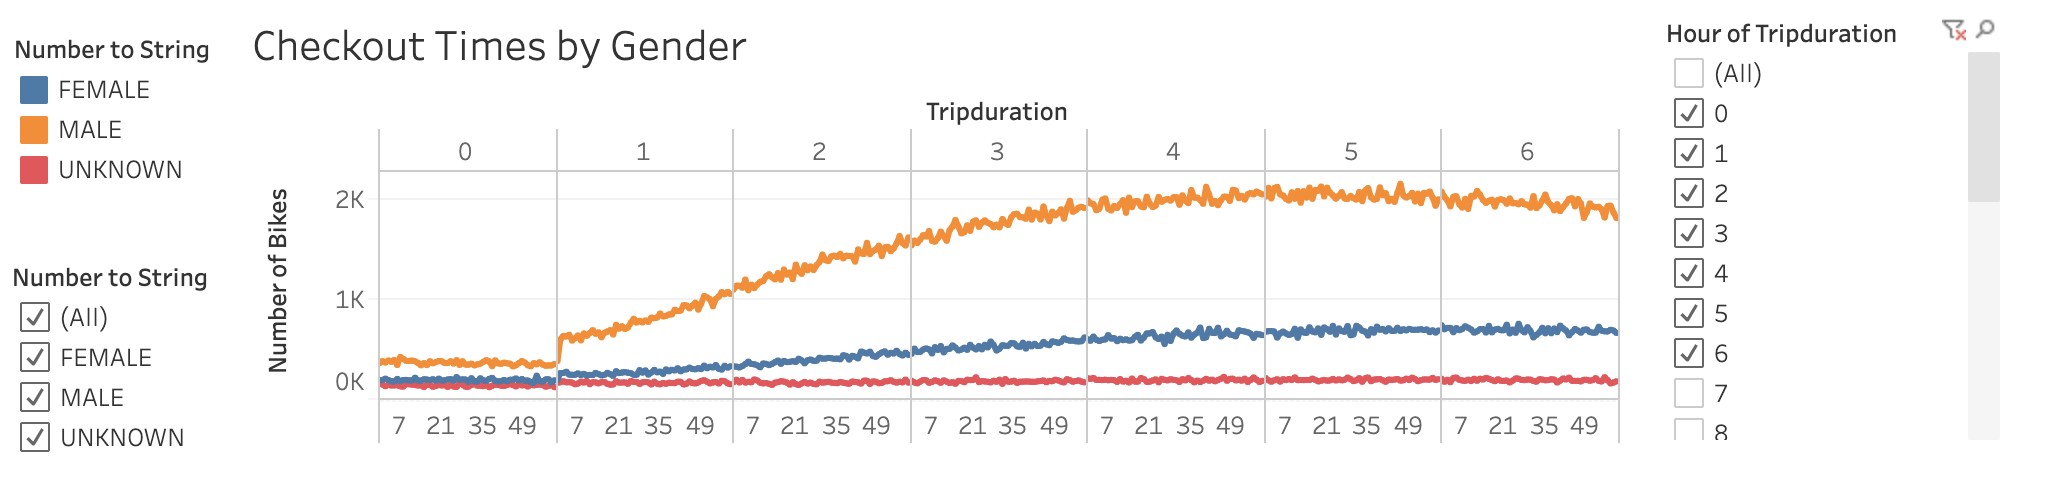 Number to String
FEMALE
MALE
UNKNOWN
Number to String
(All)
FEMALE
MALE
UNKNOWN
Checkout Times by Gender
Tripduration
0 1 2 3 4 5 6
Number of Bikes
2K
1K
0K
7 21 35 49 7 21 35 49 7 21 35 49 7 21 35 49 7 21 35 49 7 21 35 49 7 21 35 49
Hour of Tripduration
(All)
0
1
2
3
4
5
6
7
8